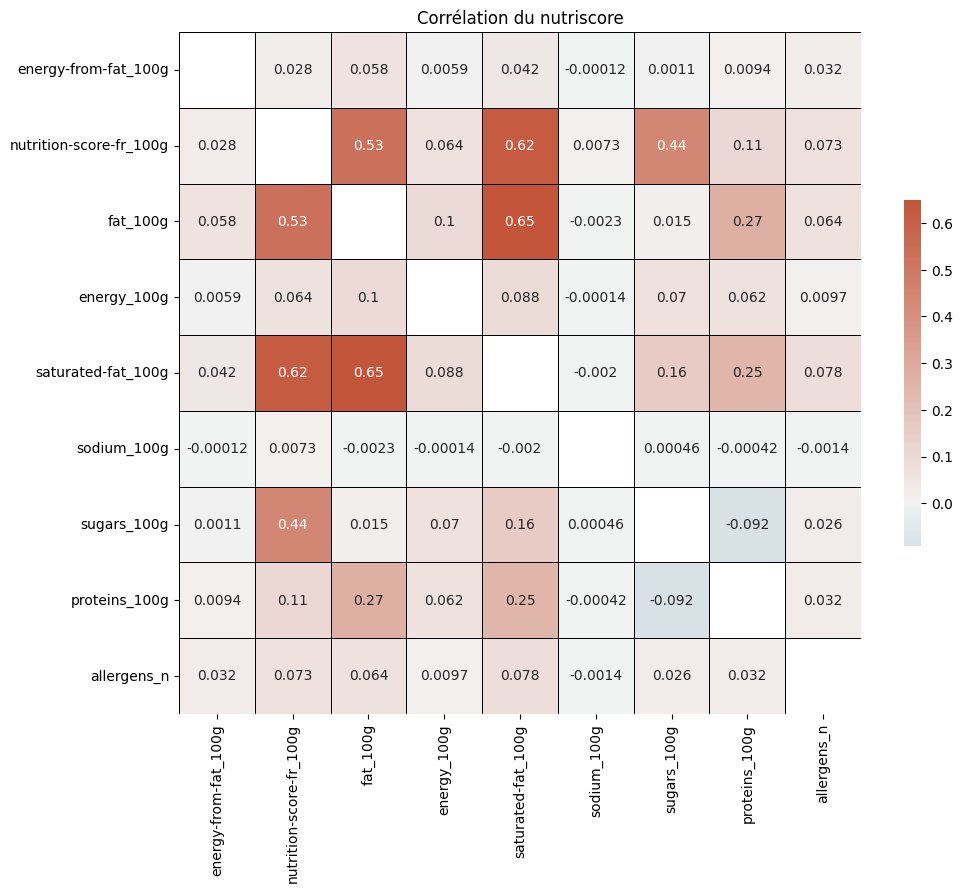 Corrélation du nutriscore
energy-from-fat_100g 0.028 0.058 0.0059 0.042 -0.00012 0.0011 0.0094 0.032
nutrition-score-fr_100g 0.028 0.53 0.064 0.62 0.0073 0.44 0.11 0.073
fat_100g 0.058 0.53 0.1 0.65 -0.0023 0.015 0.27 0.064
energy_100g 0.0059 0.064 0.1 0.088 -0.00014 0.07 0.062 0.0097
saturated-fat_100g 0.042 0.62 0.65 0.088 -0.002 0.16 0.25 0.078
sodium_100g -0.00012 0.0073 -0.0023 -0.00014 -0.002 0.00046 -0.00042 -0.0014
sugars_100g 0.0011 0.44 0.015 0.07 0.16 0.00046 -0.092 0.026
proteins_100g 0.0094 0.11 0.27 0.062 0.25 -0.00042 -0.092 0.032
allergens_n 0.032 0.073 0.064 0.0097 0.078 -0.0014 0.026 0.032
energy-from-fat_100g
nutrition-score-fr_100g
fat_100g
energy_100g
saturated-fat_100g
sodium_100g
sugars_100g
proteins_100g
allergens_n
0.6
0.5
0.4
0.3
0.2
0.1
0.0